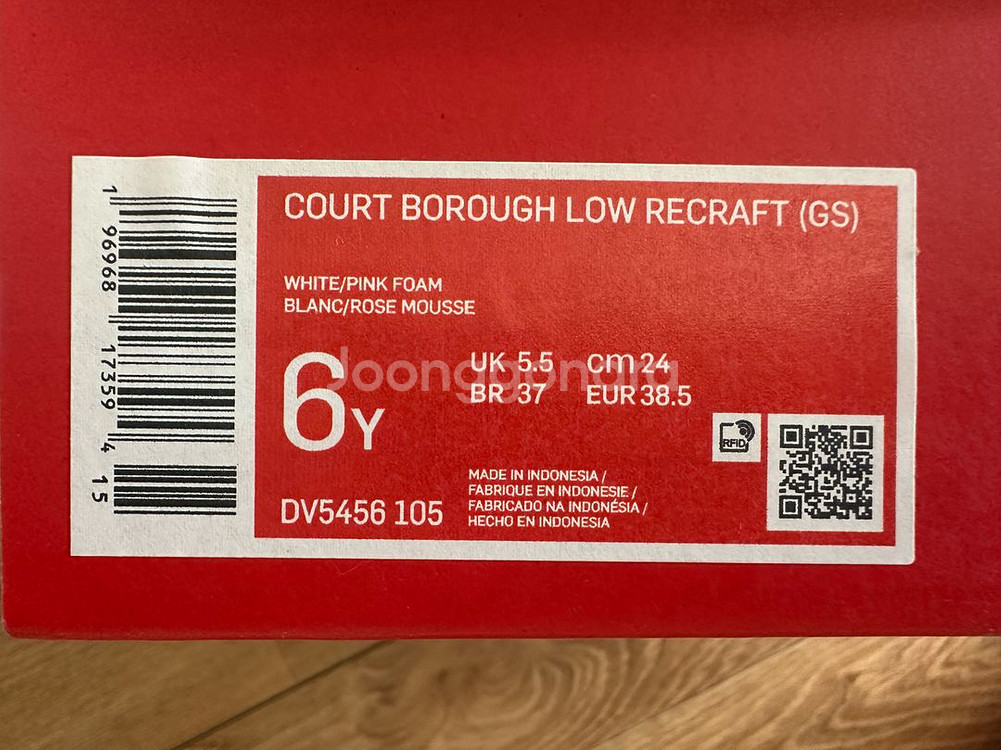 COURT BOROUGH LOW RECRAFT (GS)
WHITE/PINK FOAM
BLANC/ROSE MOUSSE
6Y
UK 5.5 cm 24
BR 37 EUR 38.5
Joonggonara
DV5456 105
MADE IN INDONESIA /
FABRIQUE EN INDONESIE /
FABRICADO NA INDONÉSIA /
HECHO EN INDONESIA
RFID
1 96968 17359 4
15